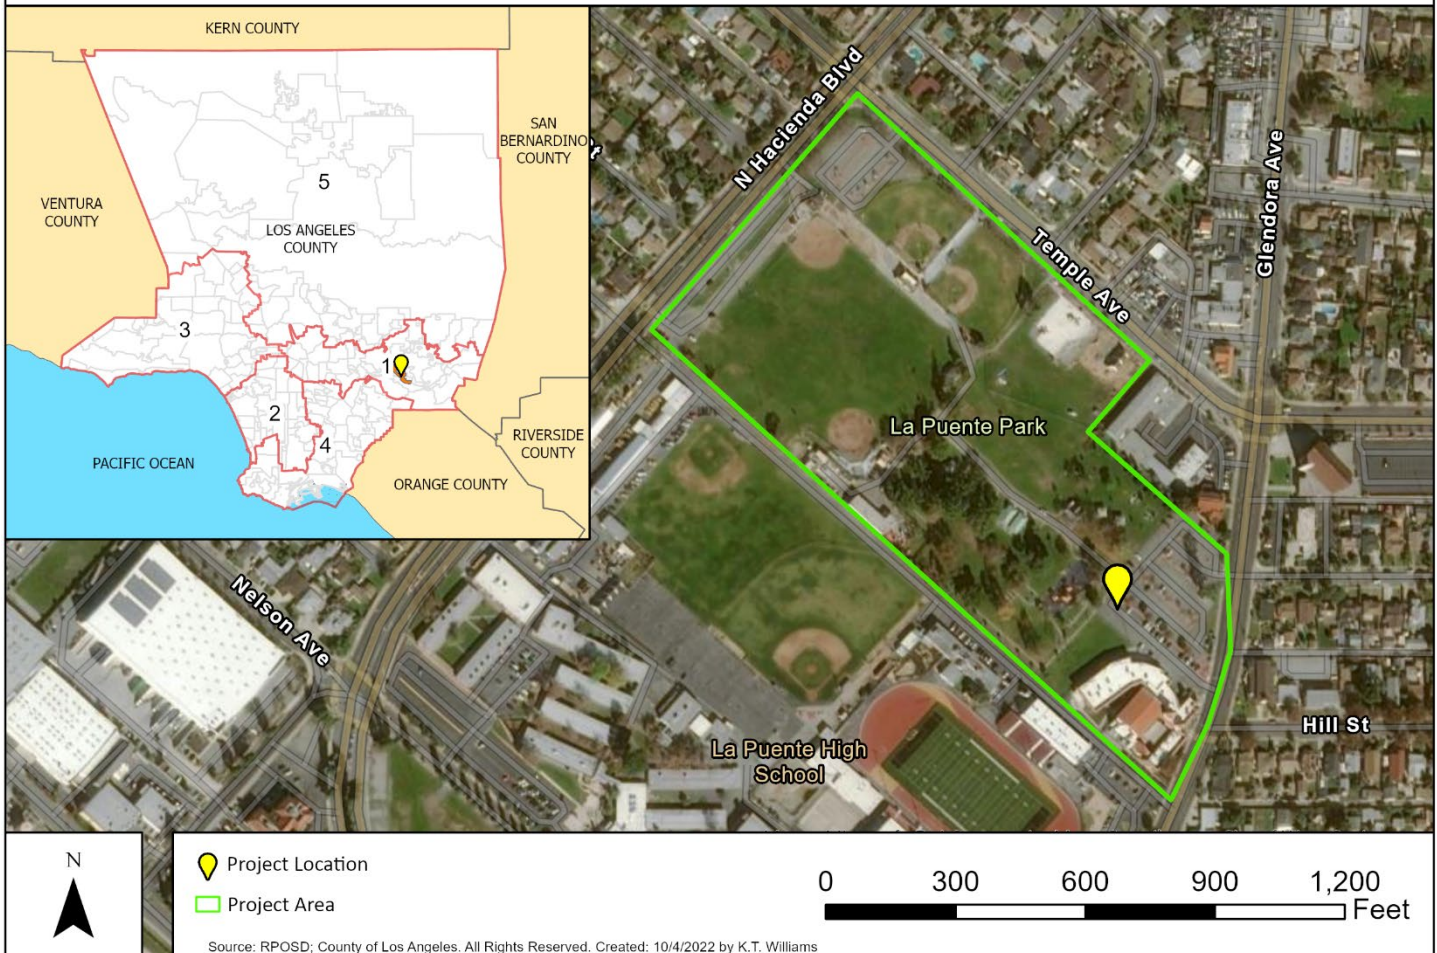 KERN COUNTY
SAN
BERNARDINO
COUNTY
VENTURA
COUNTY
5
LOS ANGELES
COUNTY
3
1
2
4
PACIFIC OCEAN
RIVERSIDE
COUNTY
ORANGE COUNTY
N Hacienda Blvd
Glendora Ave
Temple Ave
La Puente Park
Nelson Ave
Hill St
La Puente High
School
N
Project Location
Project Area
0 300 600 900 1,200
Feet
Source: RPOSD; County of Los Angeles. All Rights Reserved. Created: 10/4/2022 by K.T. Williams